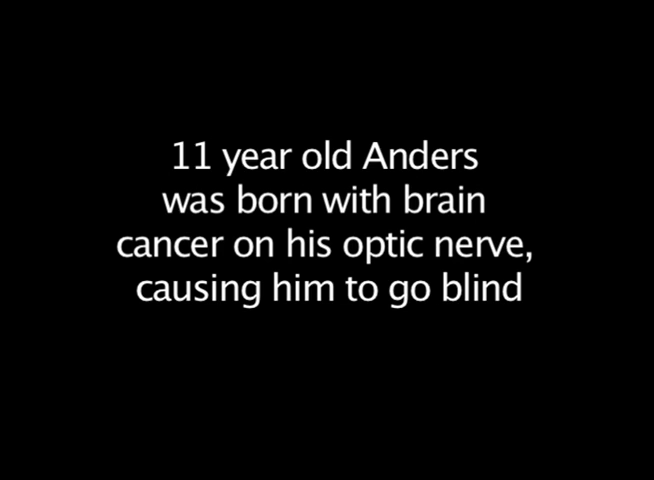 11 year old Anders
was born with brain
cancer on his optic nerve,
causing him to go blind